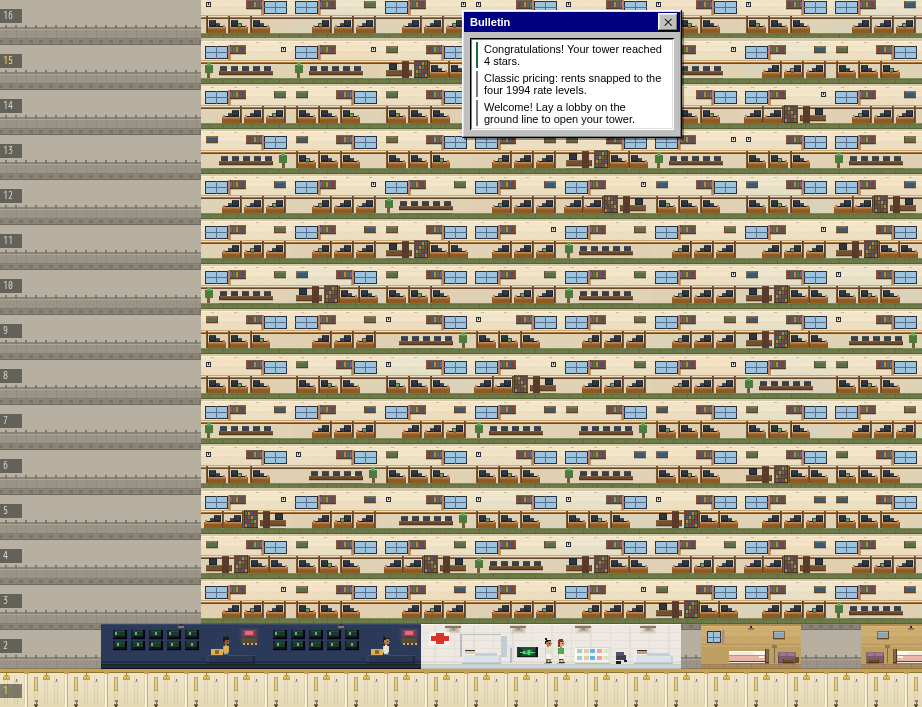 16
Bulletin
15
Congratulations! Your tower reached
4 stars.
Classic pricing: rents snapped to the
four 1994 rate levels.
14
Welcome! Lay a lobby on the
ground line to open your tower.
13
12
11
10
9
8
7
6
5
4
3
2
1